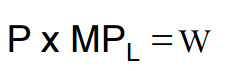 P x MP_L = W